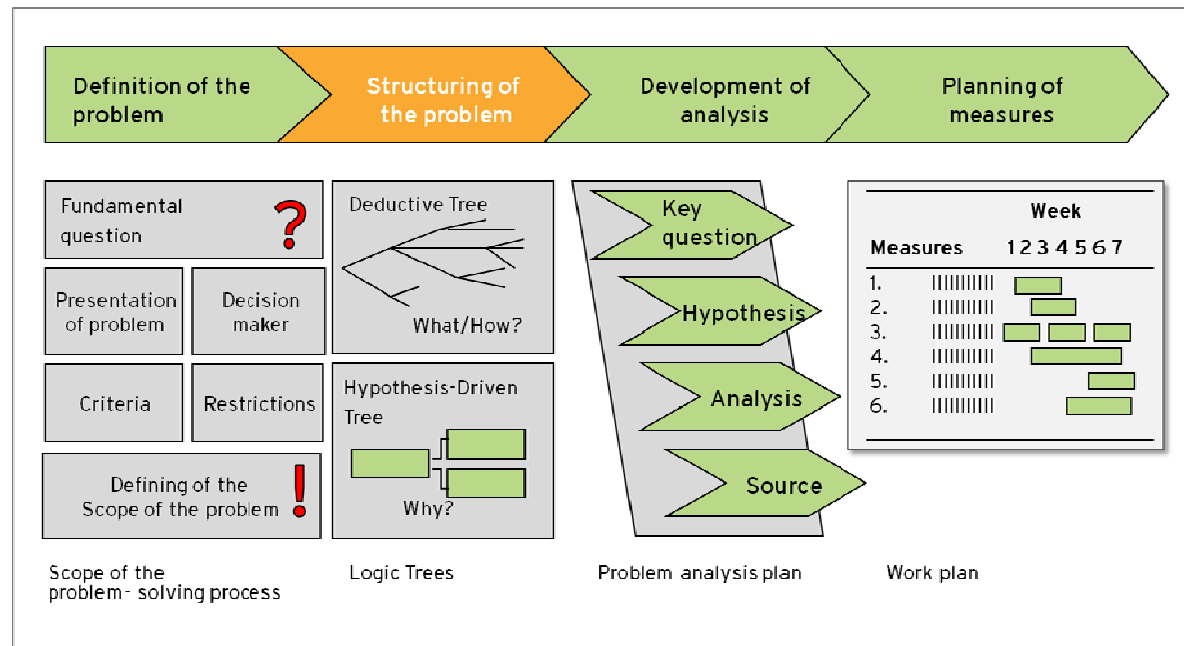 Definition of the
problem
Structuring of
the problem
Development of
analysis
Planning of
measures
Fundamental
question
?
Presentation
of problem
Decision
maker
Criteria
Restrictions
Defining of the
Scope of the problem
!
Scope of the
problem- solving process
Deductive Tree
What/How?
Hypothesis-Driven
Tree
Why?
Logic Trees
Key
question
Hypothesis
Analysis
Source
Problem analysis plan
Week
Measures 1 2 3 4 5 6 7
1.
2.
3.
4.
5.
6.
Work plan